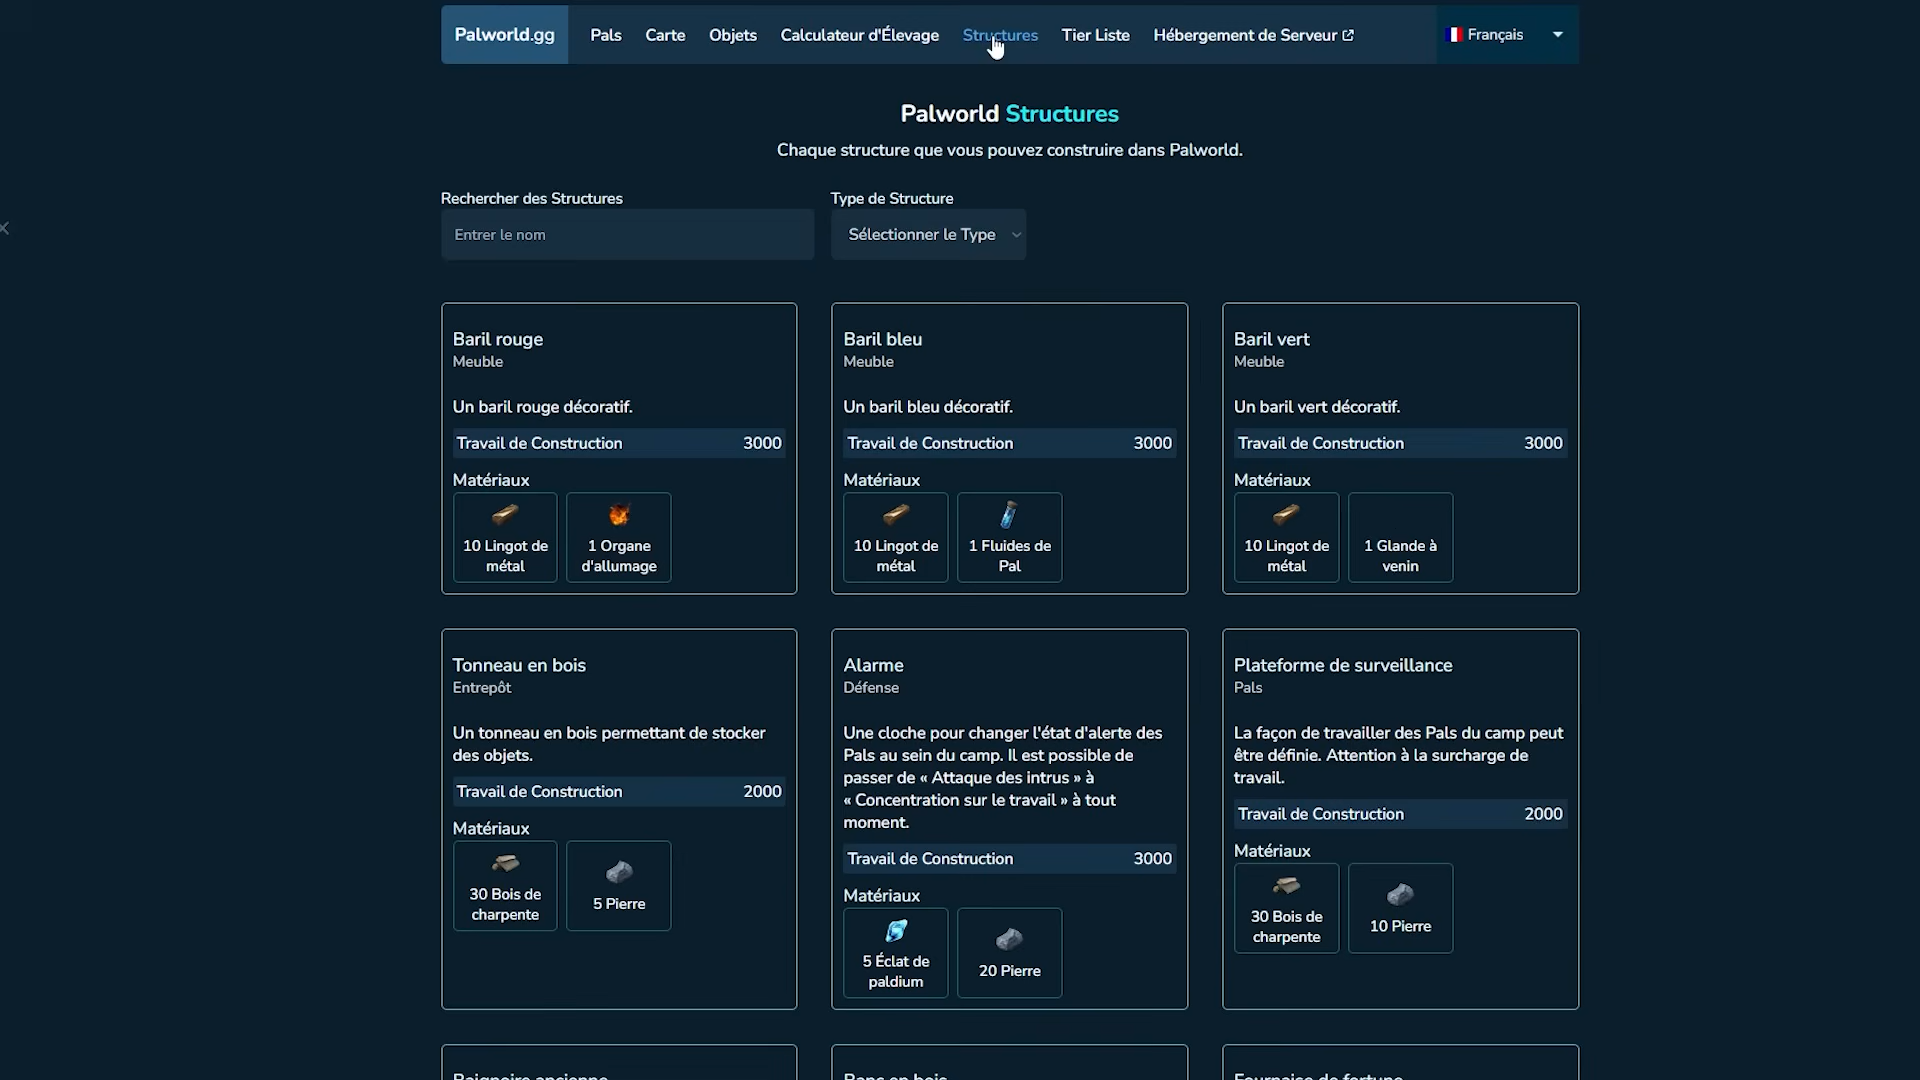 Palworld.gg Pals Carte Objets Calculateur d'Élevage Structures Tier Liste Hébergement de Serveur Français
Palworld Structures
Chaque structure que vous pouvez construire dans Palworld.
Rechercher des Structures
Entrer le nom
Type de Structure
Sélectionner le Type
Baril rouge
Meuble
Un baril rouge décoratif.
Travail de Construction 3000
Matériaux
10 Lingot de
métal
1 Organe
d'allumage
Baril bleu
Meuble
Un baril bleu décoratif.
Travail de Construction 3000
Matériaux
10 Lingot de
métal
1 Fluides de
Pal
Baril vert
Meuble
Un baril vert décoratif.
Travail de Construction 3000
Matériaux
10 Lingot de
métal
1 Glande à
venin
Tonneau en bois
Entrepôt
Un tonneau en bois permettant de stocker
des objets.
Travail de Construction 2000
Matériaux
30 Bois de
charpente
5 Pierre
Alarme
Défense
Une cloche pour changer l'état d'alerte des
Pals au sein du camp. Il est possible de
passer de « Attaque des intrus » à
« Concentration sur le travail » à tout
moment.
Travail de Construction 3000
Matériaux
5 Éclat de
paldium
20 Pierre
Plateforme de surveillance
Pals
La façon de travailler des Pals du camp peut
être définie. Attention à la surcharge de
travail.
Travail de Construction 2000
Matériaux
30 Bois de
charpente
10 Pierre
Baignoire ancienne
Banc en bois
Fournaise de fortune